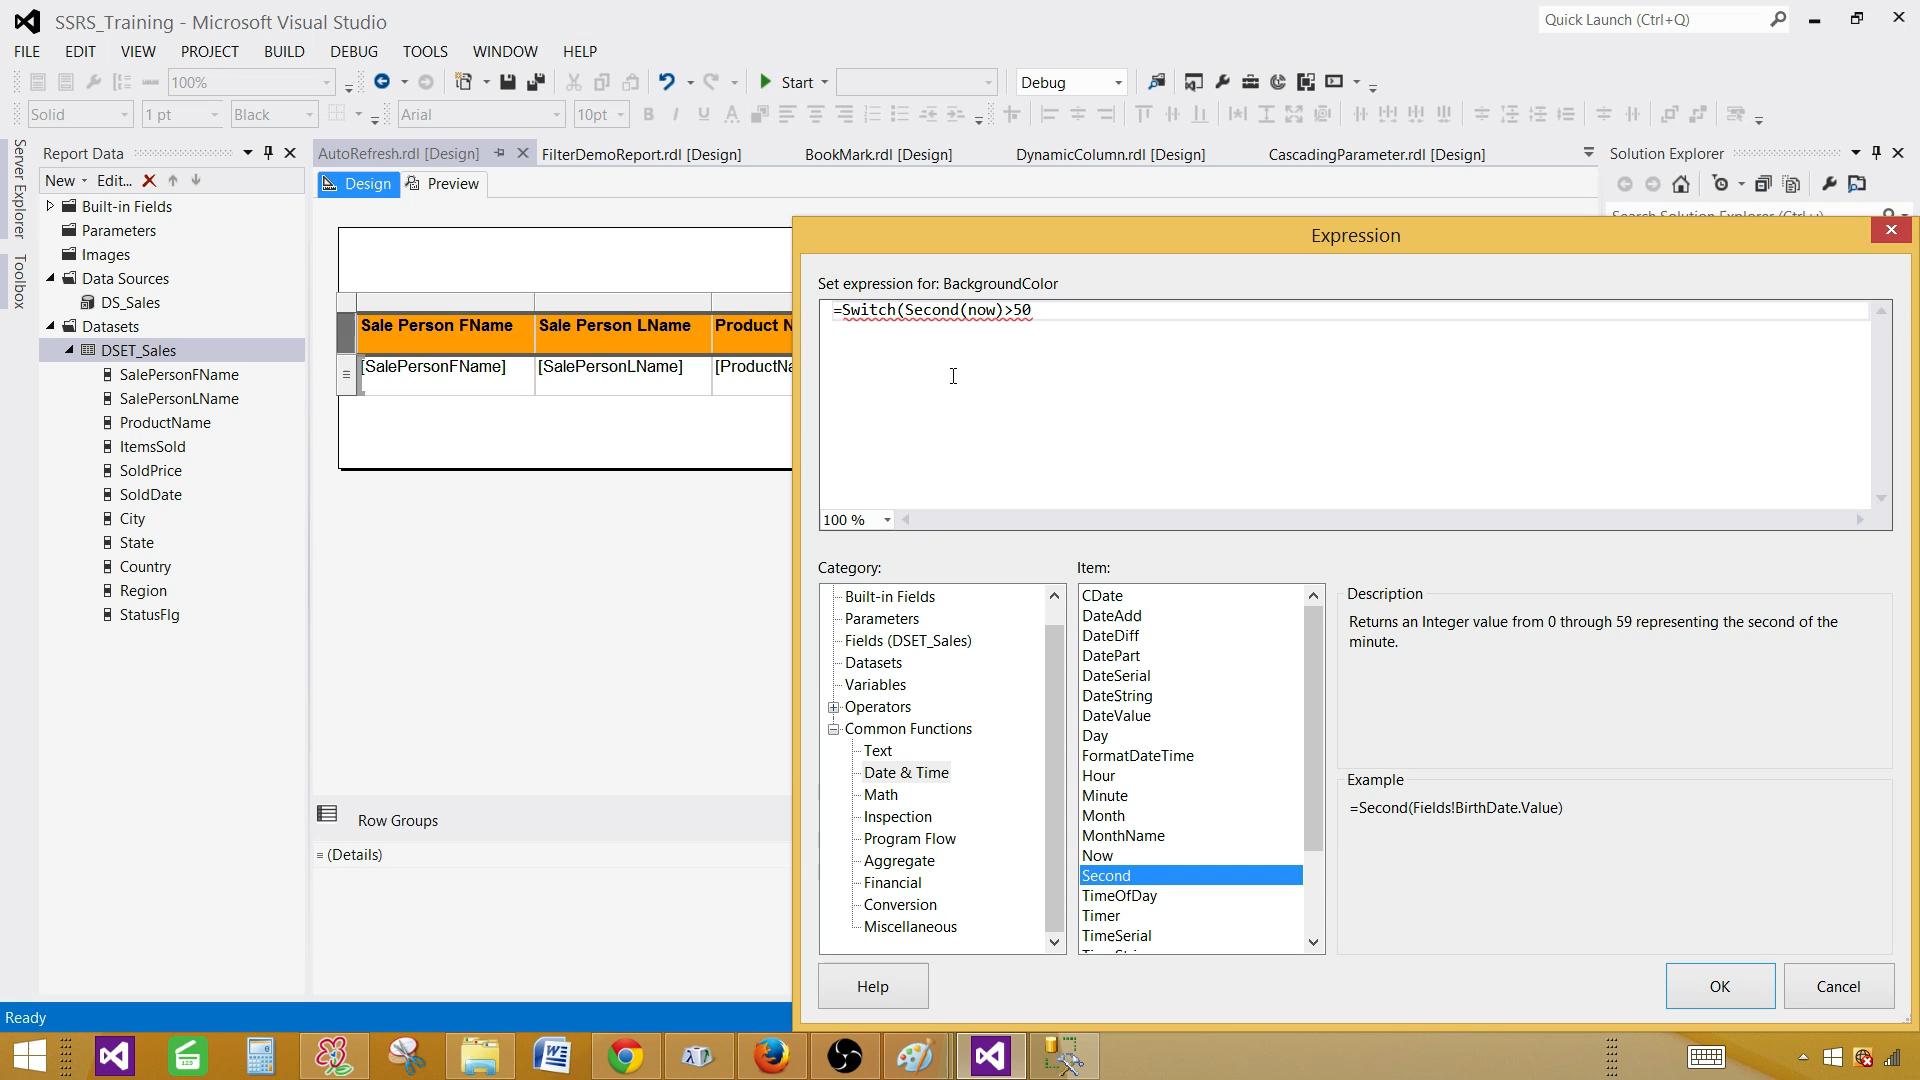 SSRS_Training - Microsoft Visual Studio
Quick Launch (Ctrl+Q)
FILE EDIT VIEW PROJECT BUILD DEBUG TOOLS WINDOW HELP
100%
Start
Debug
Solid
1 pt
Black
Arial
10pt
B I U A
Server Explorer
Toolbox
Report Data
New Edit...
Built-in Fields
Parameters
Images
Data Sources
DS_Sales
Datasets
DSET_Sales
SalePersonFName
SalePersonLName
ProductName
ItemsSold
SoldPrice
SoldDate
City
State
Country
Region
StatusFlg
AutoRefresh.rdl [Design]
FilterDemoReport.rdl [Design]
BookMark.rdl [Design]
DynamicColumn.rdl [Design]
CascadingParameter.rdl [Design]
Design
Preview
Sale Person FName
Sale Person LName
Product N
[SalePersonFName]
[SalePersonLName]
[ProductNa
Row Groups
(Details)
Solution Explorer
Search Solution Explorer (Ctrl+;)
Expression
Set expression for: BackgroundColor
=Switch(Second(now)>50
100 %
Category:
Built-in Fields
Parameters
Fields (DSET_Sales)
Datasets
Variables
Operators
Common Functions
Text
Date & Time
Math
Inspection
Program Flow
Aggregate
Financial
Conversion
Miscellaneous
Item:
CDate
DateAdd
DateDiff
DatePart
DateSerial
DateString
DateValue
Day
FormatDateTime
Hour
Minute
Month
MonthName
Now
Second
TimeOfDay
Timer
TimeSerial
Description
Returns an Integer value from 0 through 59 representing the second of the
minute.
Example
=Second(Fields!BirthDate.Value)
Help
OK
Cancel
Ready